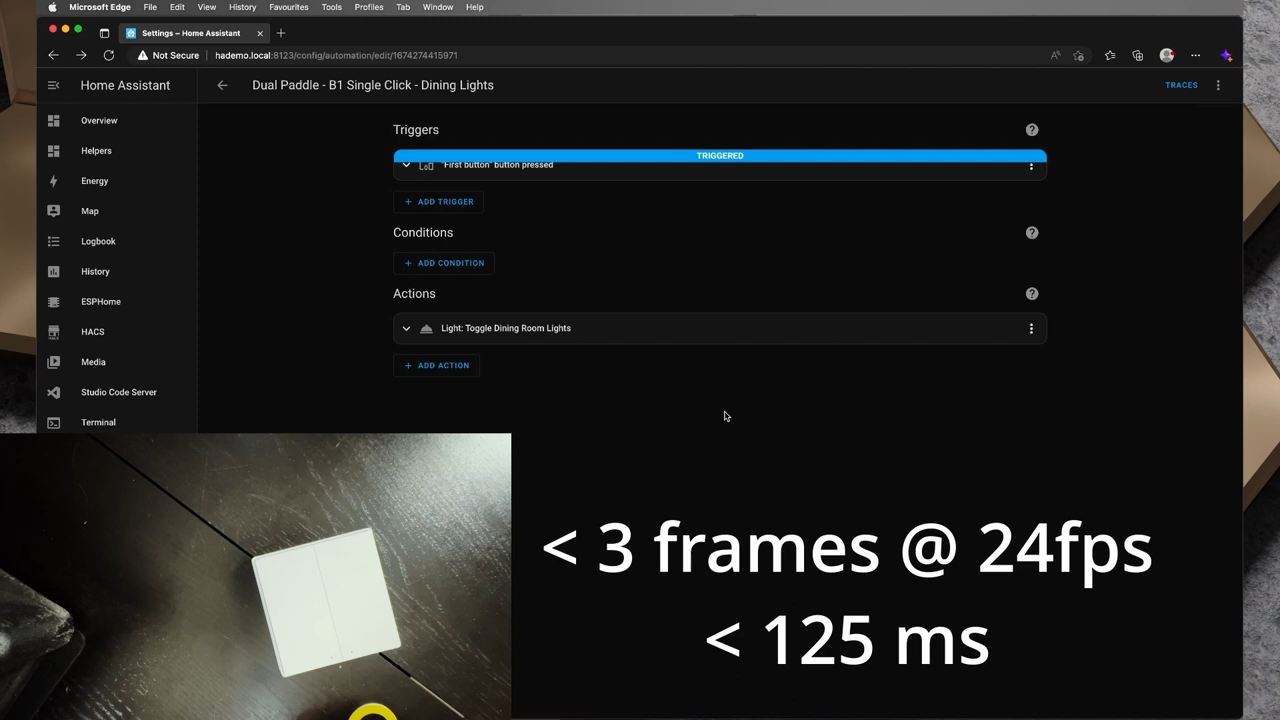 Microsoft Edge File Edit View History Favourites Tools Profiles Tab Window Help
Settings – Home Assistant
Not Secure hademo.local:8123/config/automation/edit/1674274415971
Home Assistant
Dual Paddle - B1 Single Click - Dining Lights
TRACES
Overview
Helpers
Energy
Map
Logbook
History
ESPHome
HACS
Media
Studio Code Server
Terminal
Triggers
TRIGGERED
"First button" button pressed
+ ADD TRIGGER
Conditions
+ ADD CONDITION
Actions
Light: Toggle Dining Room Lights
+ ADD ACTION
< 3 frames @ 24fps
< 125 ms